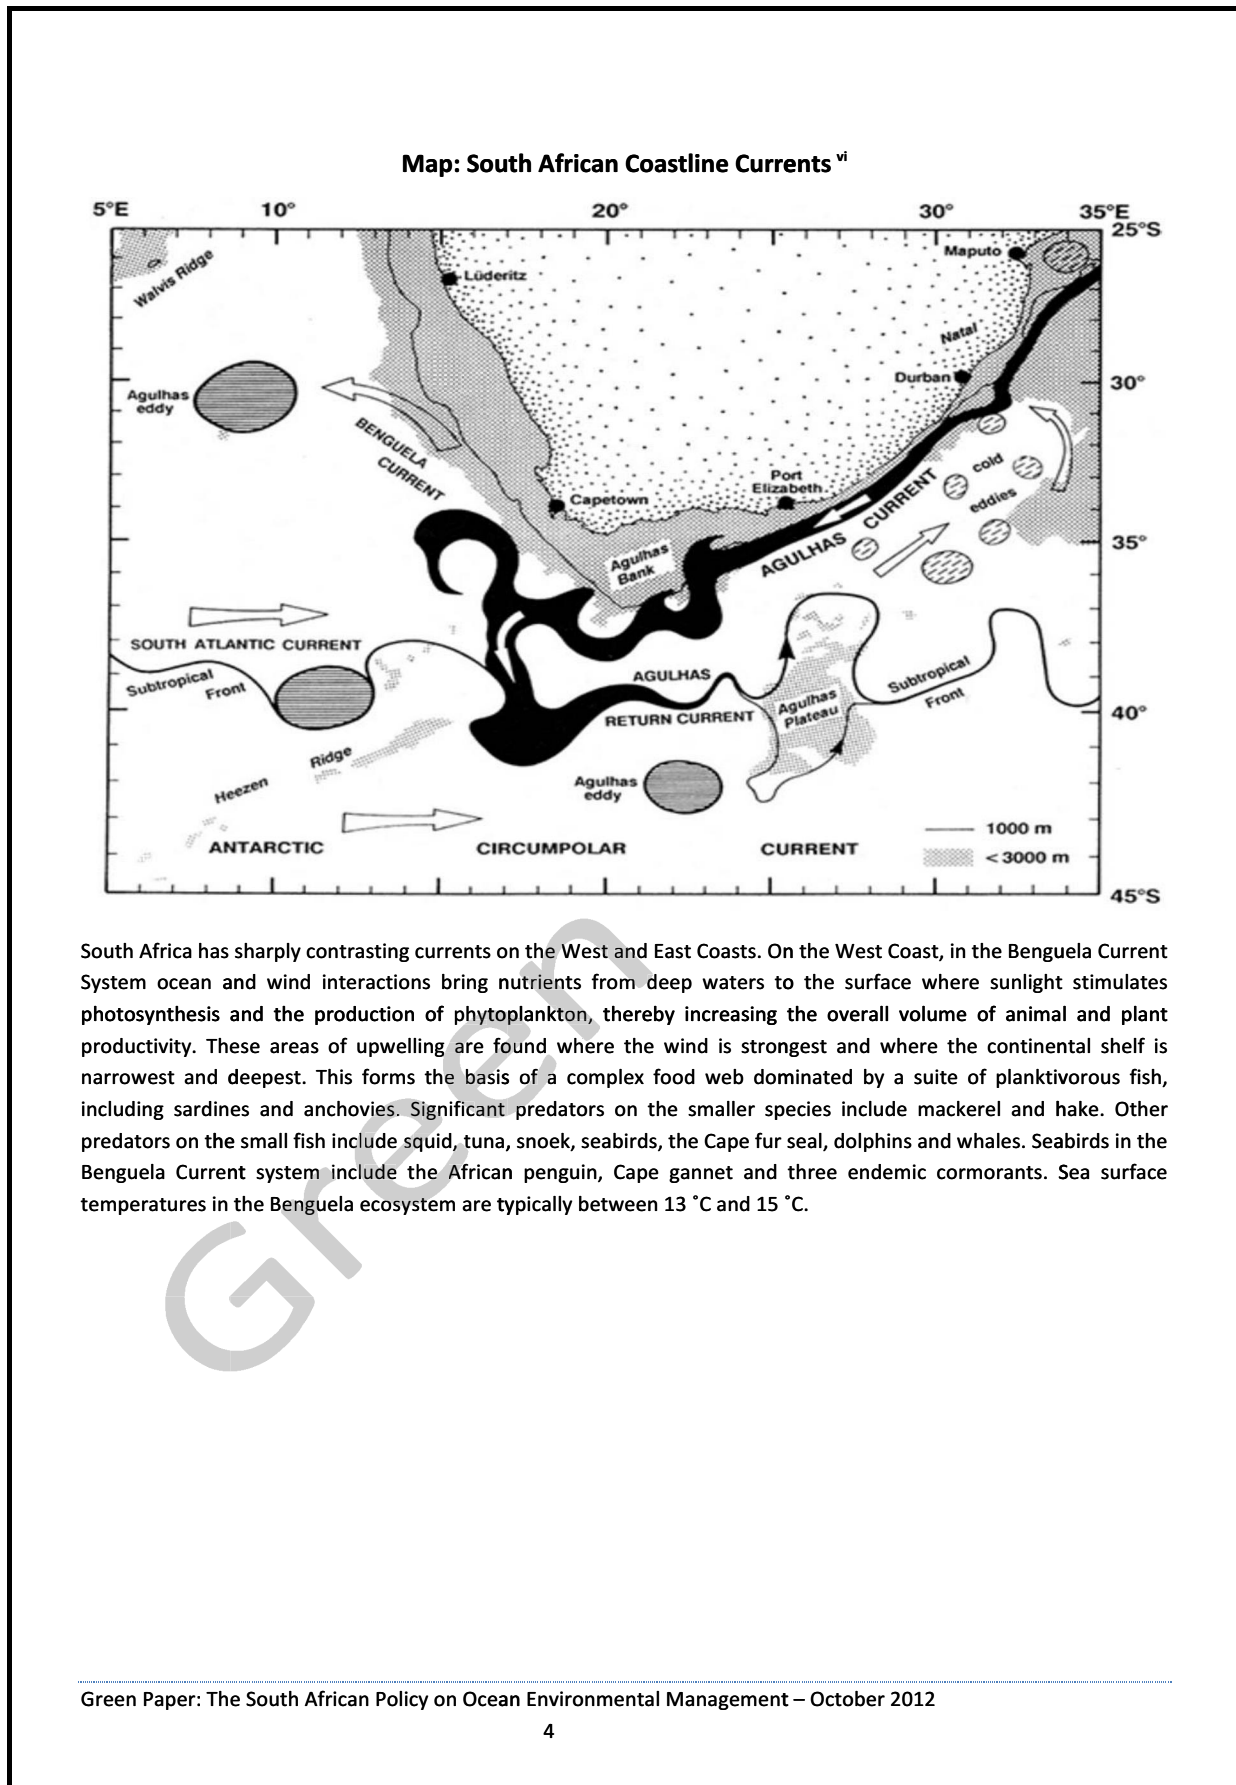 Map: South African Coastline Currents vi
5°E 10° 20° 30° 35°E
25°S
Walvis Ridge
Lüderitz
Maputo
Natal
Durban
30°
Agulhas
eddy
BENGUELA
CURRENT
Capetown
Port
Elizabeth
cold
eddies
AGULHAS CURRENT
35°
Agulhas
Bank
SOUTH ATLANTIC CURRENT
Subtropical
Front
AGULHAS
RETURN CURRENT
Agulhas
Plateau
Subtropical
Front
40°
Heezen Ridge
Agulhas
eddy
1000 m
< 3000 m
ANTARCTIC CIRCUMPOLAR CURRENT
45°S
South Africa has sharply contrasting currents on the West and East Coasts. On the West Coast, in the Benguela Current
System ocean and wind interactions bring nutrients from deep waters to the surface where sunlight stimulates
photosynthesis and the production of phytoplankton, thereby increasing the overall volume of animal and plant
productivity. These areas of upwelling are found where the wind is strongest and where the continental shelf is
narrowest and deepest. This forms the basis of a complex food web dominated by a suite of planktivorous fish,
including sardines and anchovies. Significant predators on the smaller species include mackerel and hake. Other
predators on the small fish include squid, tuna, snoek, seabirds, the Cape fur seal, dolphins and whales. Seabirds in the
Benguela Current system include the African penguin, Cape gannet and three endemic cormorants. Sea surface
temperatures in the Benguela ecosystem are typically between 13 ˚C and 15 ˚C.
Green
Green Paper: The South African Policy on Ocean Environmental Management – October 2012
4